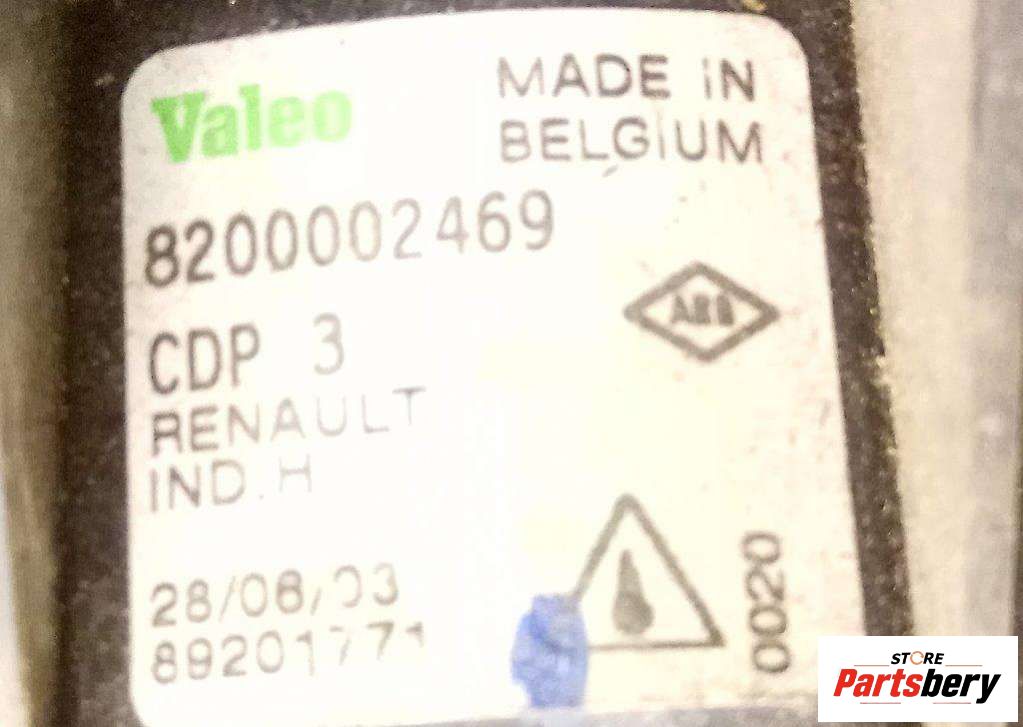 Valeo
MADE iN
BELGiUM
8200002469
CDP 3
RENAULT
IND.H
28/08/03
89201771
0020
STORE
Partsbery